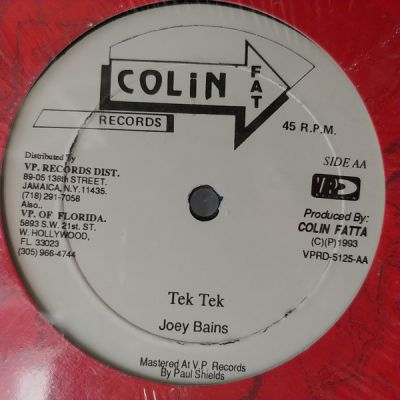 COLiN
FAT
RECORDS
45 R.P.M.
SIDE AA
Distributed By
VP. RECORDS DIST.
89-05 138th STREET.
JAMAICA, N.Y. 11435.
(718) 291-7058
Also..
VP. OF FLORIDA.
5893 S.W. 21st. ST.
W. HOLLYWOOD,
FL. 33023
(305) 966-4744
VP
Produced By:
COLIN FATTA
(C)(P)1993
VPRD-5125-AA
Tek Tek
Joey Bains
Mastered At V.P. Records
By Paul Shields